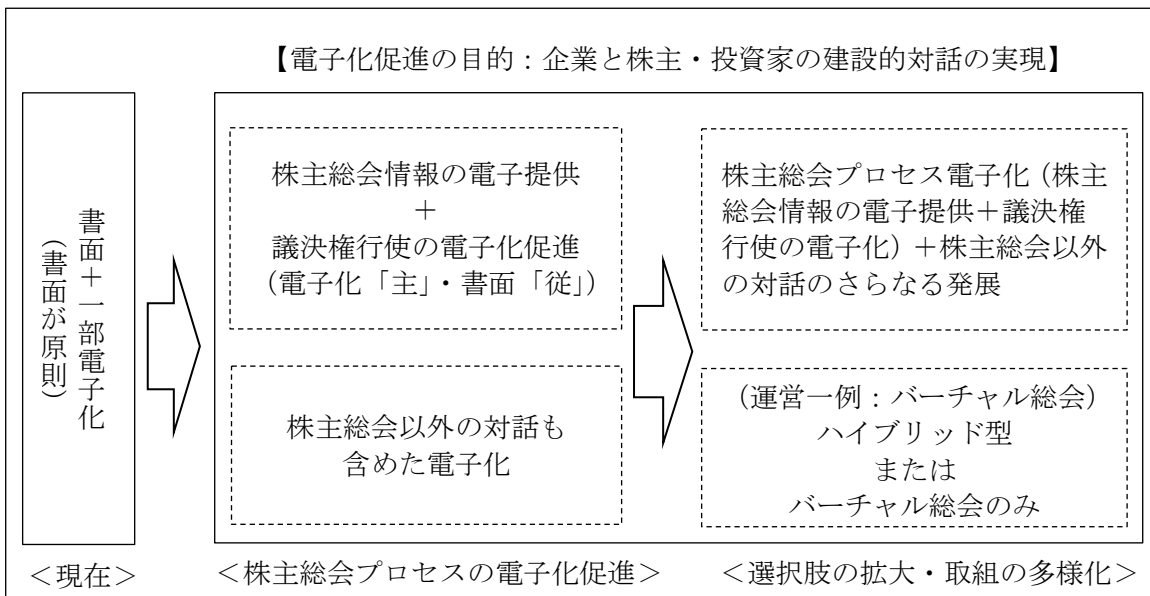 【電子化促進の目的：企業と株主・投資家の建設的対話の実現】
書面＋一部電子化
（書面が原則）
株主総会情報の電子提供
＋
議決権行使の電子化促進
（電子化「主」・書面「従」）
株主総会以外の対話も
含めた電子化
株主総会プロセス電子化（株主
総会情報の電子提供＋議決権
行使の電子化）＋株主総会以外
の対話のさらなる発展
（運営一例：バーチャル総会）
ハイブリッド型
または
バーチャル総会のみ
＜現在＞
＜株主総会プロセスの電子化促進＞
＜選択肢の拡大・取組の多様化＞